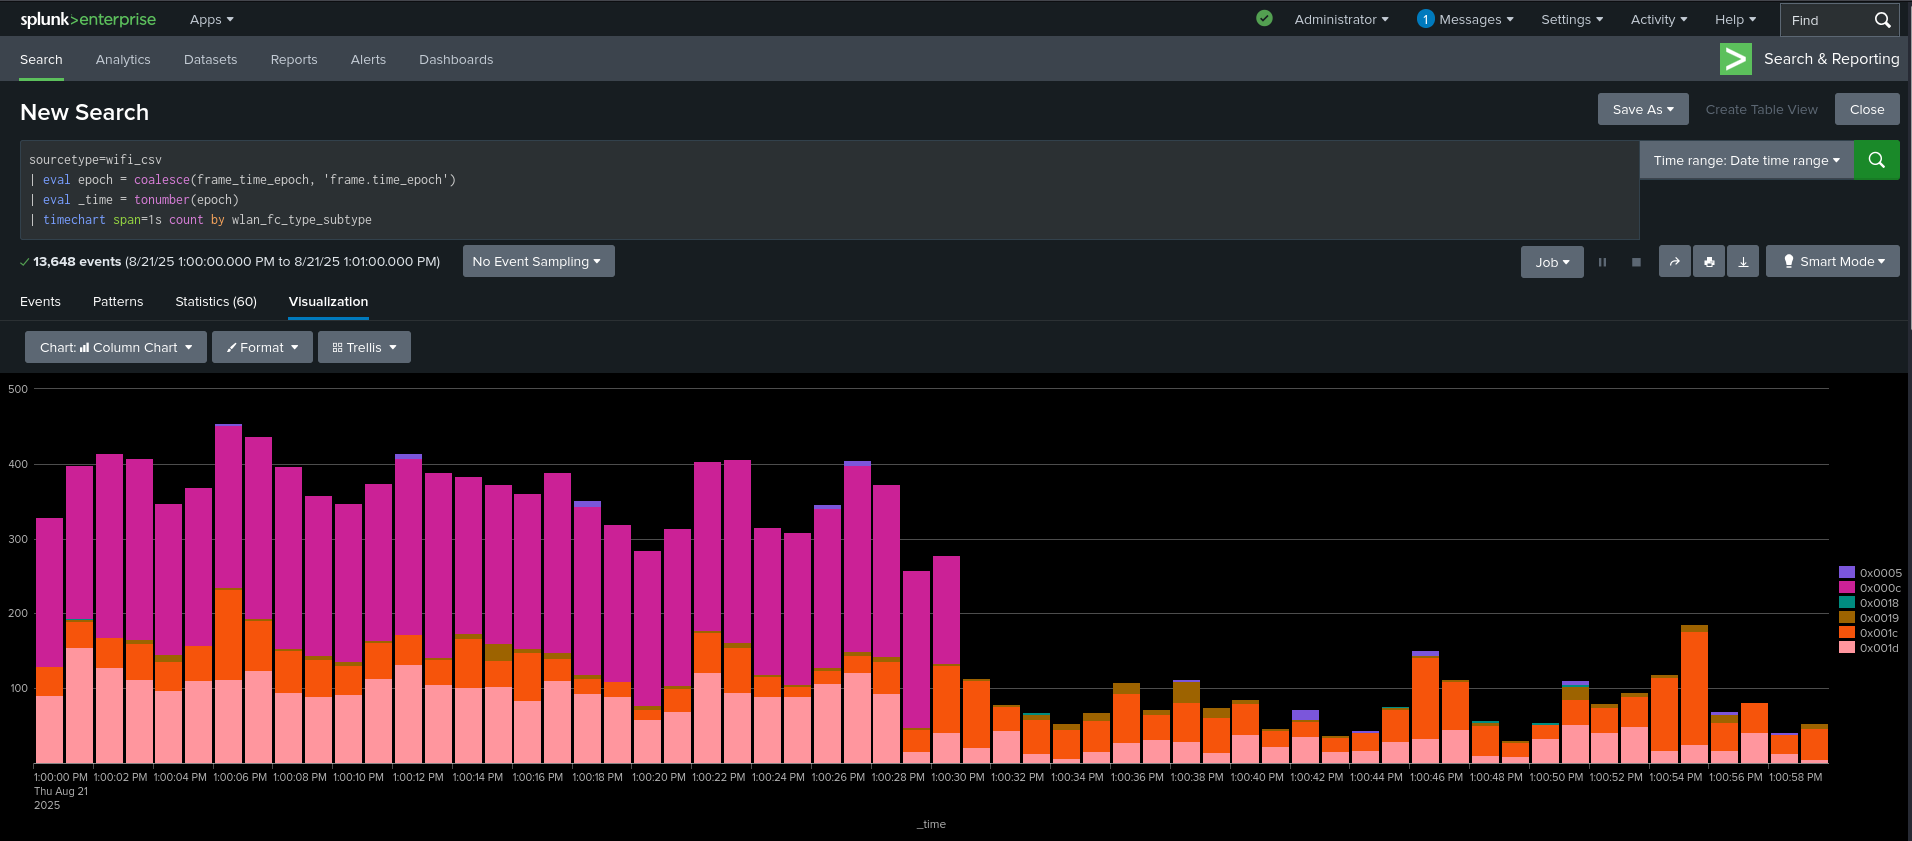 splunk>enterprise Apps Administrator 1 Messages Settings Activity Help Find
Search Analytics Datasets Reports Alerts Dashboards > Search & Reporting
New Search Save As Create Table View Close
sourcetype=wifi_csv
| eval epoch = coalesce(frame_time_epoch, 'frame.time_epoch')
| eval _time = tonumber(epoch)
| timechart span=1s count by wlan_fc_type_subtype
Time range: Date time range
13,648 events (8/21/25 1:00:00.000 PM to 8/21/25 1:01:00.000 PM) No Event Sampling Job Smart Mode
Events Patterns Statistics (60) Visualization
Chart: Column Chart Format Trellis
500
400
300
200
100
0x0005
0x000c
0x0018
0x0019
0x001c
0x001d
1:00:00 PM 1:00:02 PM 1:00:04 PM 1:00:06 PM 1:00:08 PM 1:00:10 PM 1:00:12 PM 1:00:14 PM 1:00:16 PM 1:00:18 PM 1:00:20 PM 1:00:22 PM 1:00:24 PM 1:00:26 PM 1:00:28 PM 1:00:30 PM 1:00:32 PM 1:00:34 PM 1:00:36 PM 1:00:38 PM 1:00:40 PM 1:00:42 PM 1:00:44 PM 1:00:46 PM 1:00:48 PM 1:00:50 PM 1:00:52 PM 1:00:54 PM 1:00:56 PM 1:00:58 PM
Thu Aug 21
2025
_time